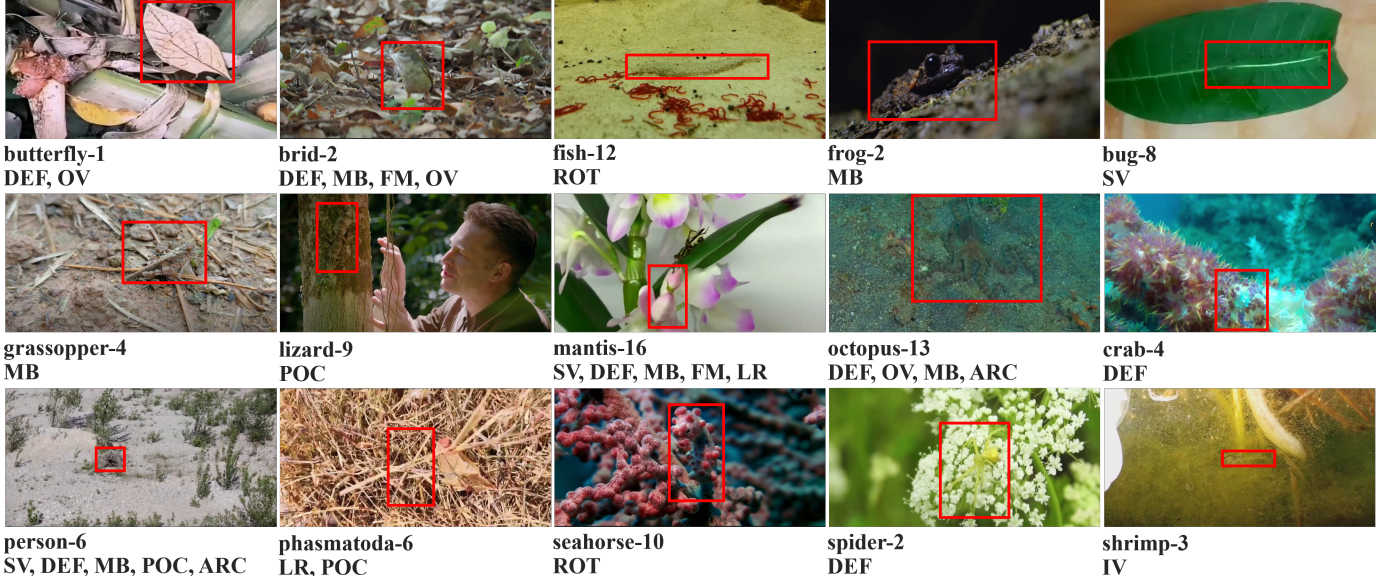 butterfly-1
DEF, OV
brid-2
DEF, MB, FM, OV
fish-12
ROT
frog-2
MB
bug-8
SV
grassopper-4
MB
lizard-9
POC
mantis-16
SV, DEF, MB, FM, LR
octopus-13
DEF, OV, MB, ARC
crab-4
DEF
person-6
SV, DEF, MB, POC, ARC
phasmatoda-6
LR, POC
seahorse-10
ROT
spider-2
DEF
shrimp-3
IV